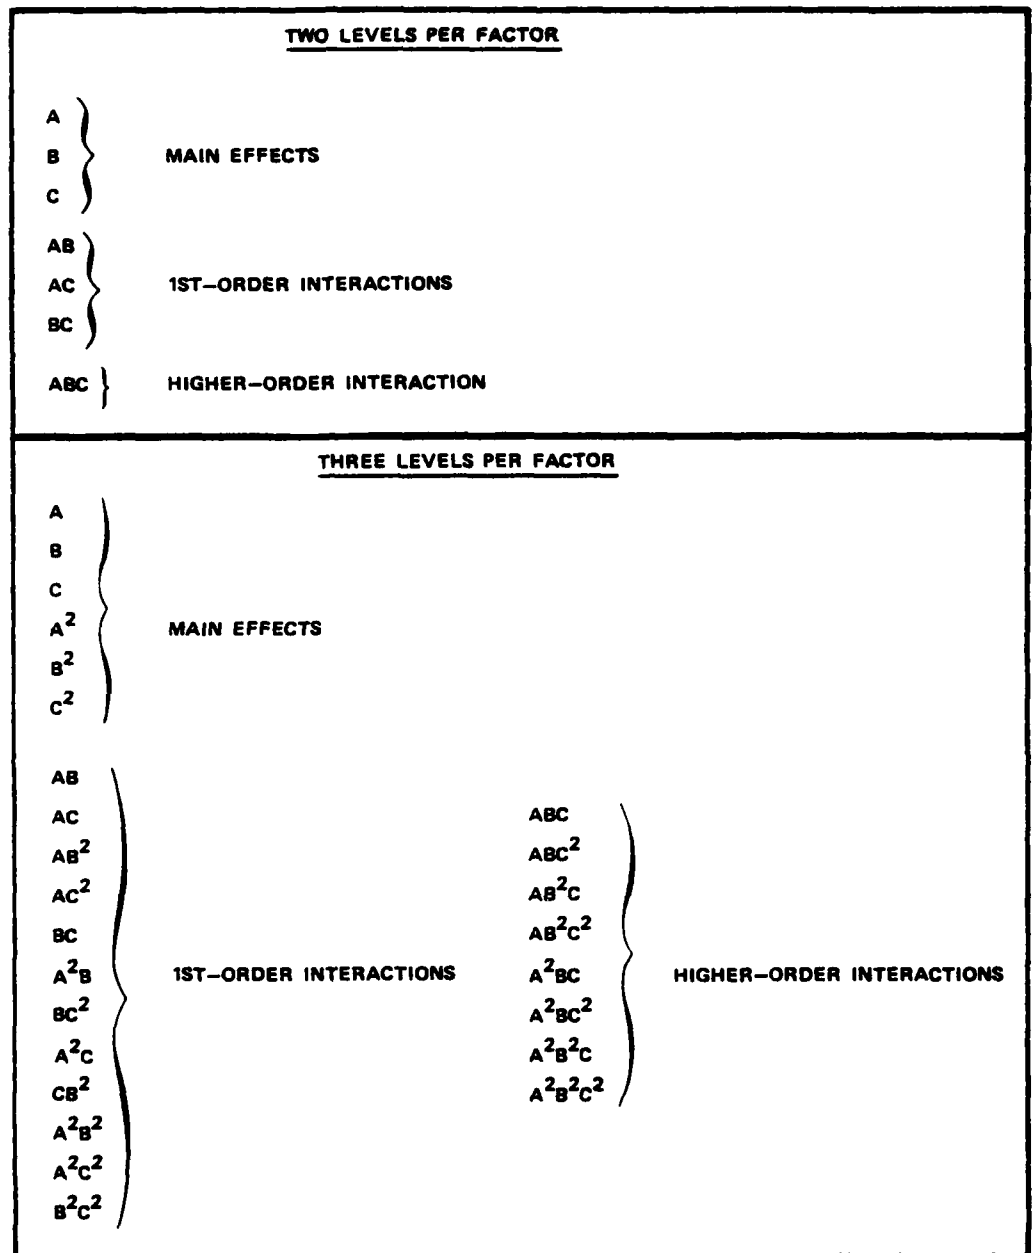 TWO LEVELS PER FACTOR
A
B
C
MAIN EFFECTS
AB
AC
BC
1ST–ORDER INTERACTIONS
ABC
HIGHER–ORDER INTERACTION
THREE LEVELS PER FACTOR
A
B
C
A²
B²
C²
MAIN EFFECTS
AB
AC
AB²
AC²
BC
A²B
BC²
A²C
CB²
A²B²
A²C²
B²C²
1ST–ORDER INTERACTIONS
ABC
ABC²
AB²C
AB²C²
A²BC
A²BC²
A²B²C
A²B²C²
HIGHER–ORDER INTERACTIONS